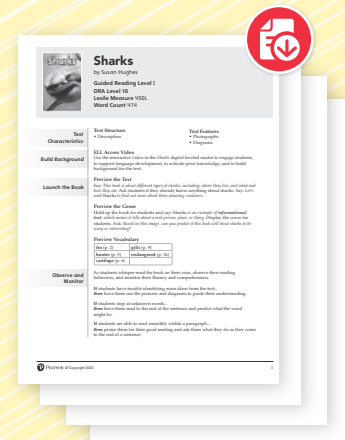 Sharks
Sharks
by Susan Hughes
Guided Reading Level I
DRA Level 16
Lexile Measure 450L
Word Count 414
Text Characteristics
Text Structure
• Description
Text Features
• Photographs
• Diagrams
Build Background
ELL Access Video
Use the interactive video in the Sharks digital leveled reader to engage students,
to support language development, to activate prior knowledge, and to build
background for the text.
Launch the Book
Preview the Text
Say: This book is about different types of sharks, including where they live, and what and
how they eat. Ask students if they already know anything about sharks. Say: Let's
read Sharks to find out more about these amazing creatures.
Preview the Genre
Hold up the book for students and say: Sharks is an example of informational
text, which means it tells about a real person, place, or thing. Display the cover for
students. Ask: Based on this image, can you predict if this book will show sharks to be
scary or interesting?
Preview Vocabulary
fin (p. 2) gills (p. 9)
hunter (p. 3) endangered (p. 16)
cartilage (p. 6)
Observe and Monitor
As students whisper-read the book on their own, observe their reading
behaviors, and monitor their fluency and comprehension.
If students have trouble identifying main ideas from the text...
then have them use the pictures and diagrams to guide their understanding.
If students stop at unknown words...
then have them read to the end of the sentence and predict what the word
might be.
If students are able to read smoothly within a paragraph...
then praise them for their good reading and ask them what they do as they come
to the end of a sentence.
P Pearson © Copyright 2020
1